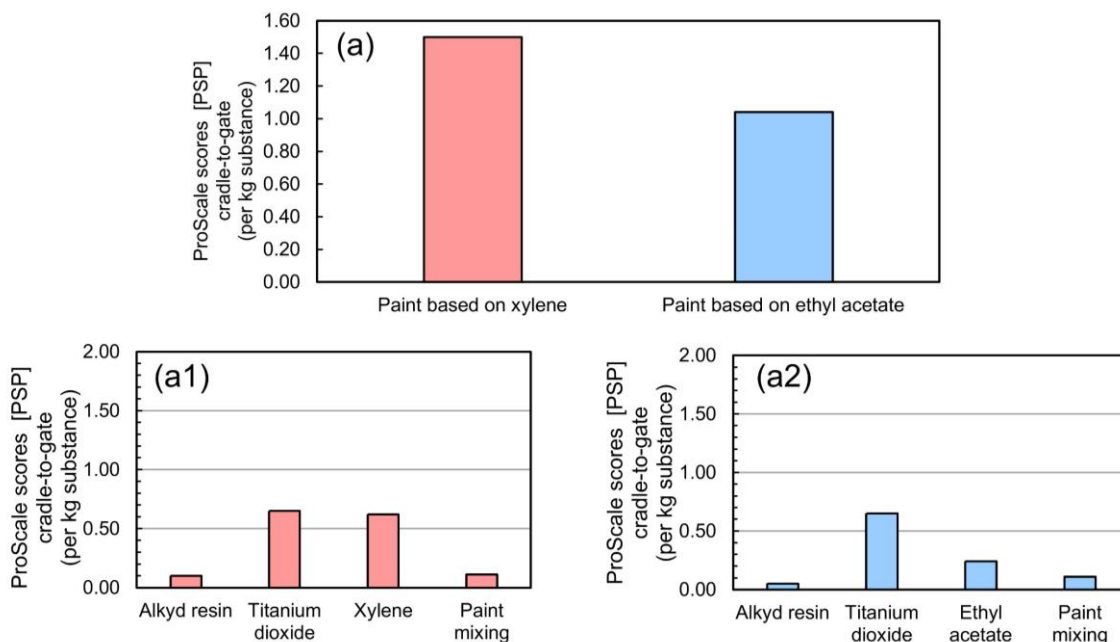 (a)
ProScale scores [PSP]
cradle-to-gate
(per kg substance)
1.60
1.40
1.20
1.00
0.80
0.60
0.40
0.20
0.00
Paint based on xylene
Paint based on ethyl acetate
(a1)
ProScale scores [PSP]
cradle-to-gate
(per kg substance)
2.00
1.50
1.00
0.50
0.00
Alkyd resin
Titanium
dioxide
Xylene
Paint
mixing
(a2)
ProScale scores [PSP]
cradle-to-gate
(per kg substance)
2.00
1.50
1.00
0.50
0.00
Alkyd resin
Titanium
dioxide
Ethyl
acetate
Paint
mixing